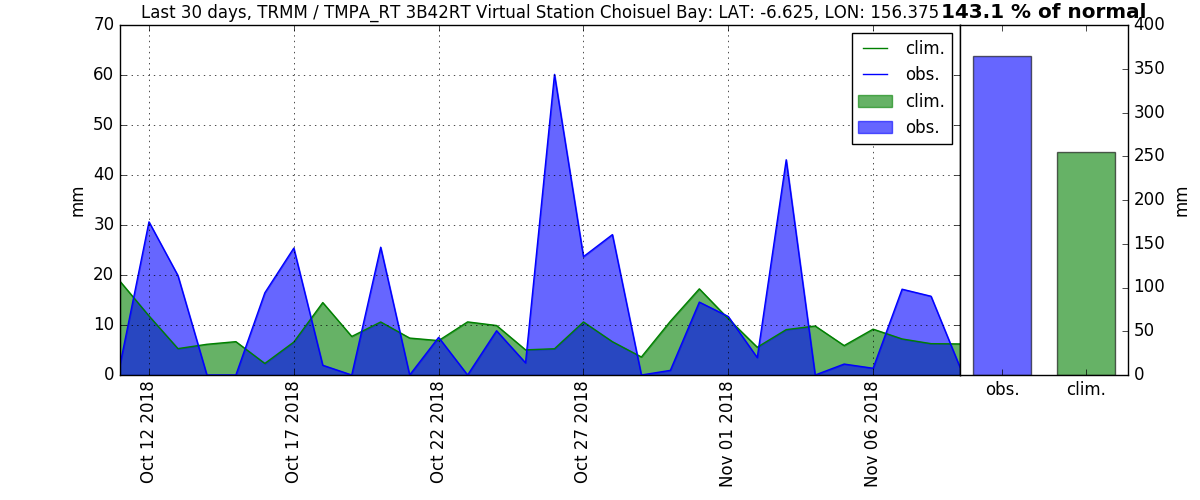 Last 30 days, TRMM / TMPA_RT 3B42RT Virtual Station Choisuel Bay: LAT: -6.625, LON: 156.375
143.1 % of normal
70
60
50
40
30
20
10
0
mm
clim.
obs.
clim.
obs.
Oct 12 2018
Oct 17 2018
Oct 22 2018
Oct 27 2018
Nov 01 2018
Nov 06 2018
400
350
300
250
200
150
100
50
0
mm
obs.
clim.